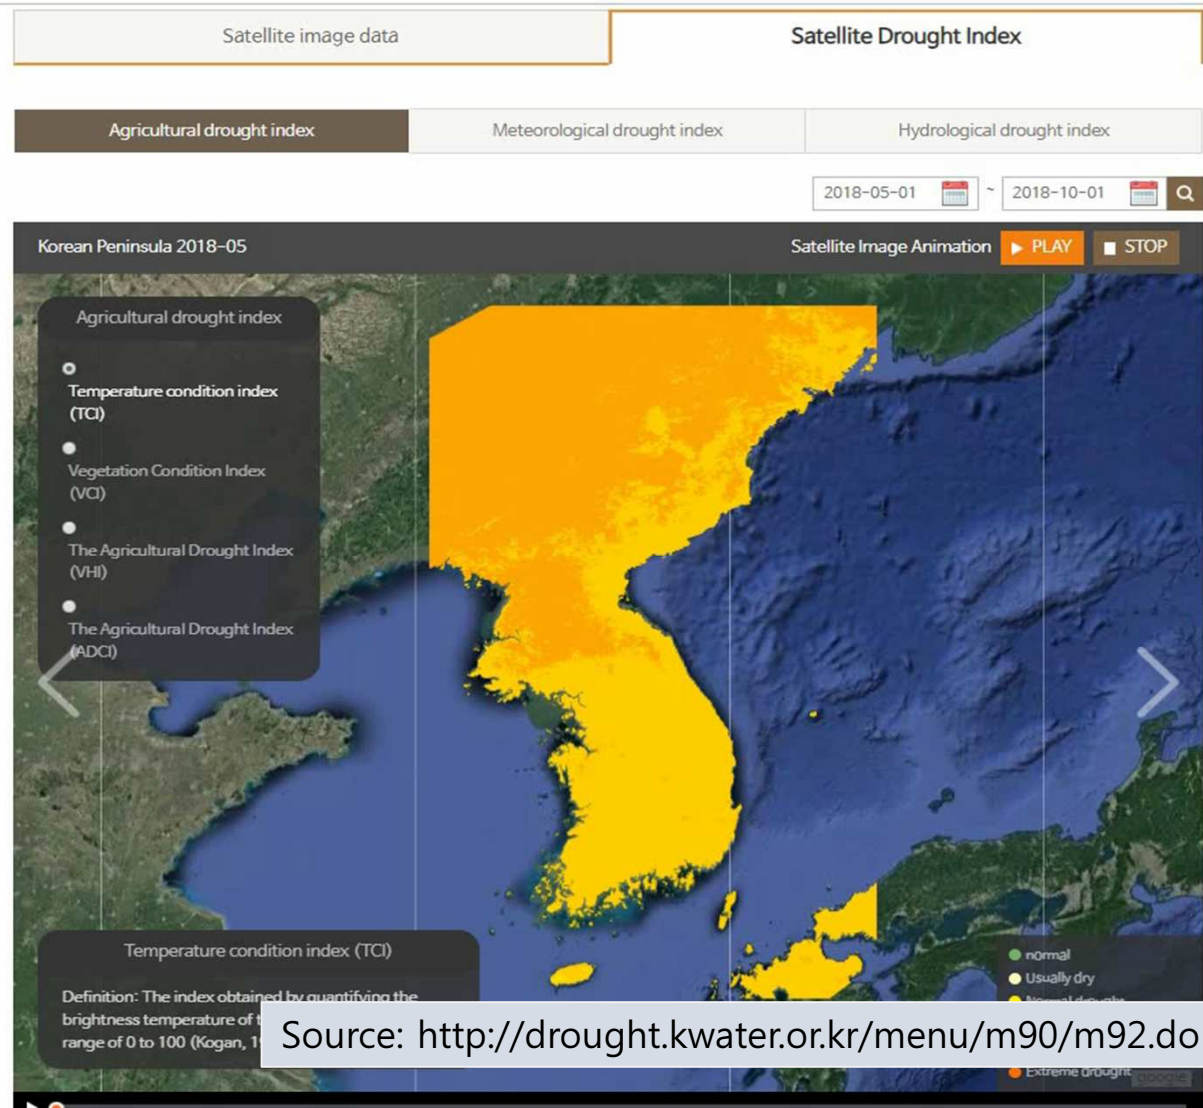 Satellite image data
Satellite Drought Index
Agricultural drought index
Meteorological drought index
Hydrological drought index
2018-05-01
~
2018-10-01
Korean Peninsula 2018-05
Satellite Image Animation
PLAY
STOP
Agricultural drought index
Temperature condition index
(TCI)
Vegetation Condition Index
(VCI)
The Agricultural Drought Index
(VHI)
The Agricultural Drought Index
(ADCI)
Temperature condition index (TCI)
Definition: The index obtained by quantifying the
brightness temperature of
range of 0 to 100 (Kogan,
normal
Usually dry
Normal drought
Source: http://drought.kwater.or.kr/menu/m90/m92.do
Extreme drought
google